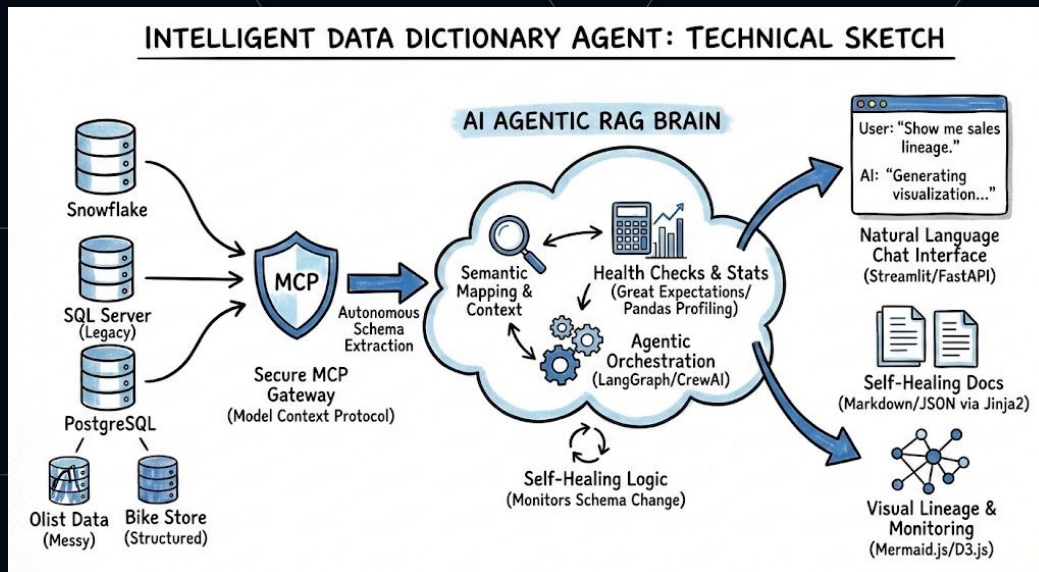 INTELLIGENT DATA DICTIONARY AGENT: TECHNICAL SKETCH
Snowflake
SQL Server
(Legacy)
PostgreSQL
Olist Data
(Messy)
Bike Store
(Structured)
MCP
Secure MCP
Gateway
(Model Context Protocol)
Autonomous
Schema
Extraction
AI AGENTIC RAG BRAIN
Semantic
Mapping &
Context
Health Checks & Stats
(Great Expectations/
Pandas Profiling)
Agentic
Orchestration
(LangGraph/CrewAI)
Self-Healing Logic
(Monitors Schema Change)
User: “Show me sales
lineage.”
AI: “Generating
visualization...”
Natural Language
Chat Interface
(Streamlit/FastAPI)
Self-Healing Docs
(Markdown/JSON via Jinja2)
Visual Lineage &
Monitoring
(Mermaid.js/D3.js)